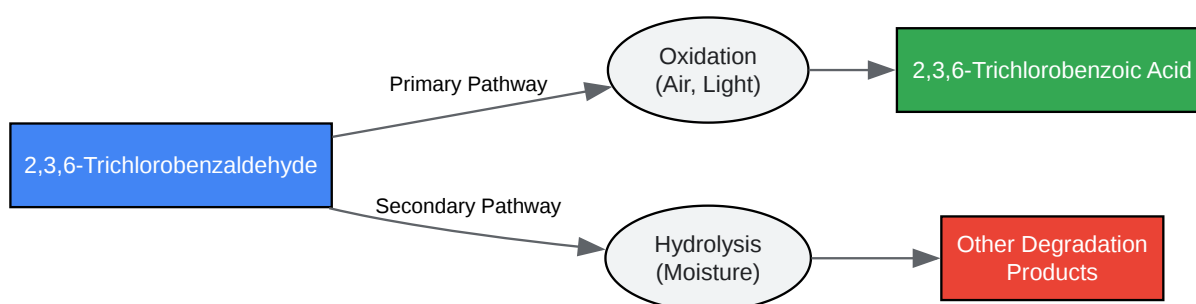 2,3,6-Trichlorobenzaldehyde
Primary Pathway
Oxidation
(Air, Light)
2,3,6-Trichlorobenzoic Acid
Secondary Pathway
Hydrolysis
(Moisture)
Other Degradation
Products